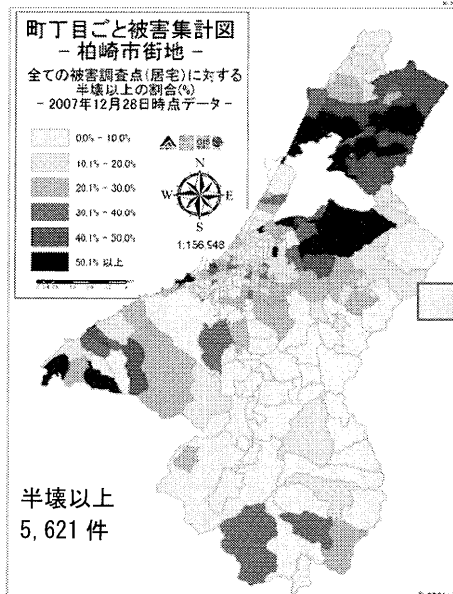 町丁目ごと被害集計図
- 柏崎市街地 -
全ての被害調査点(居宅)に対する
半壊以上の割合(%)
- 2007年12月28日時点データ -
0.0% - 10.0%
10.1% - 20.0%
20.1% - 30.0%
30.1% - 40.0%
40.1% - 50.0%
50.1% 以上
N
W
E
S
1:156,548
半壊以上
5,621 件